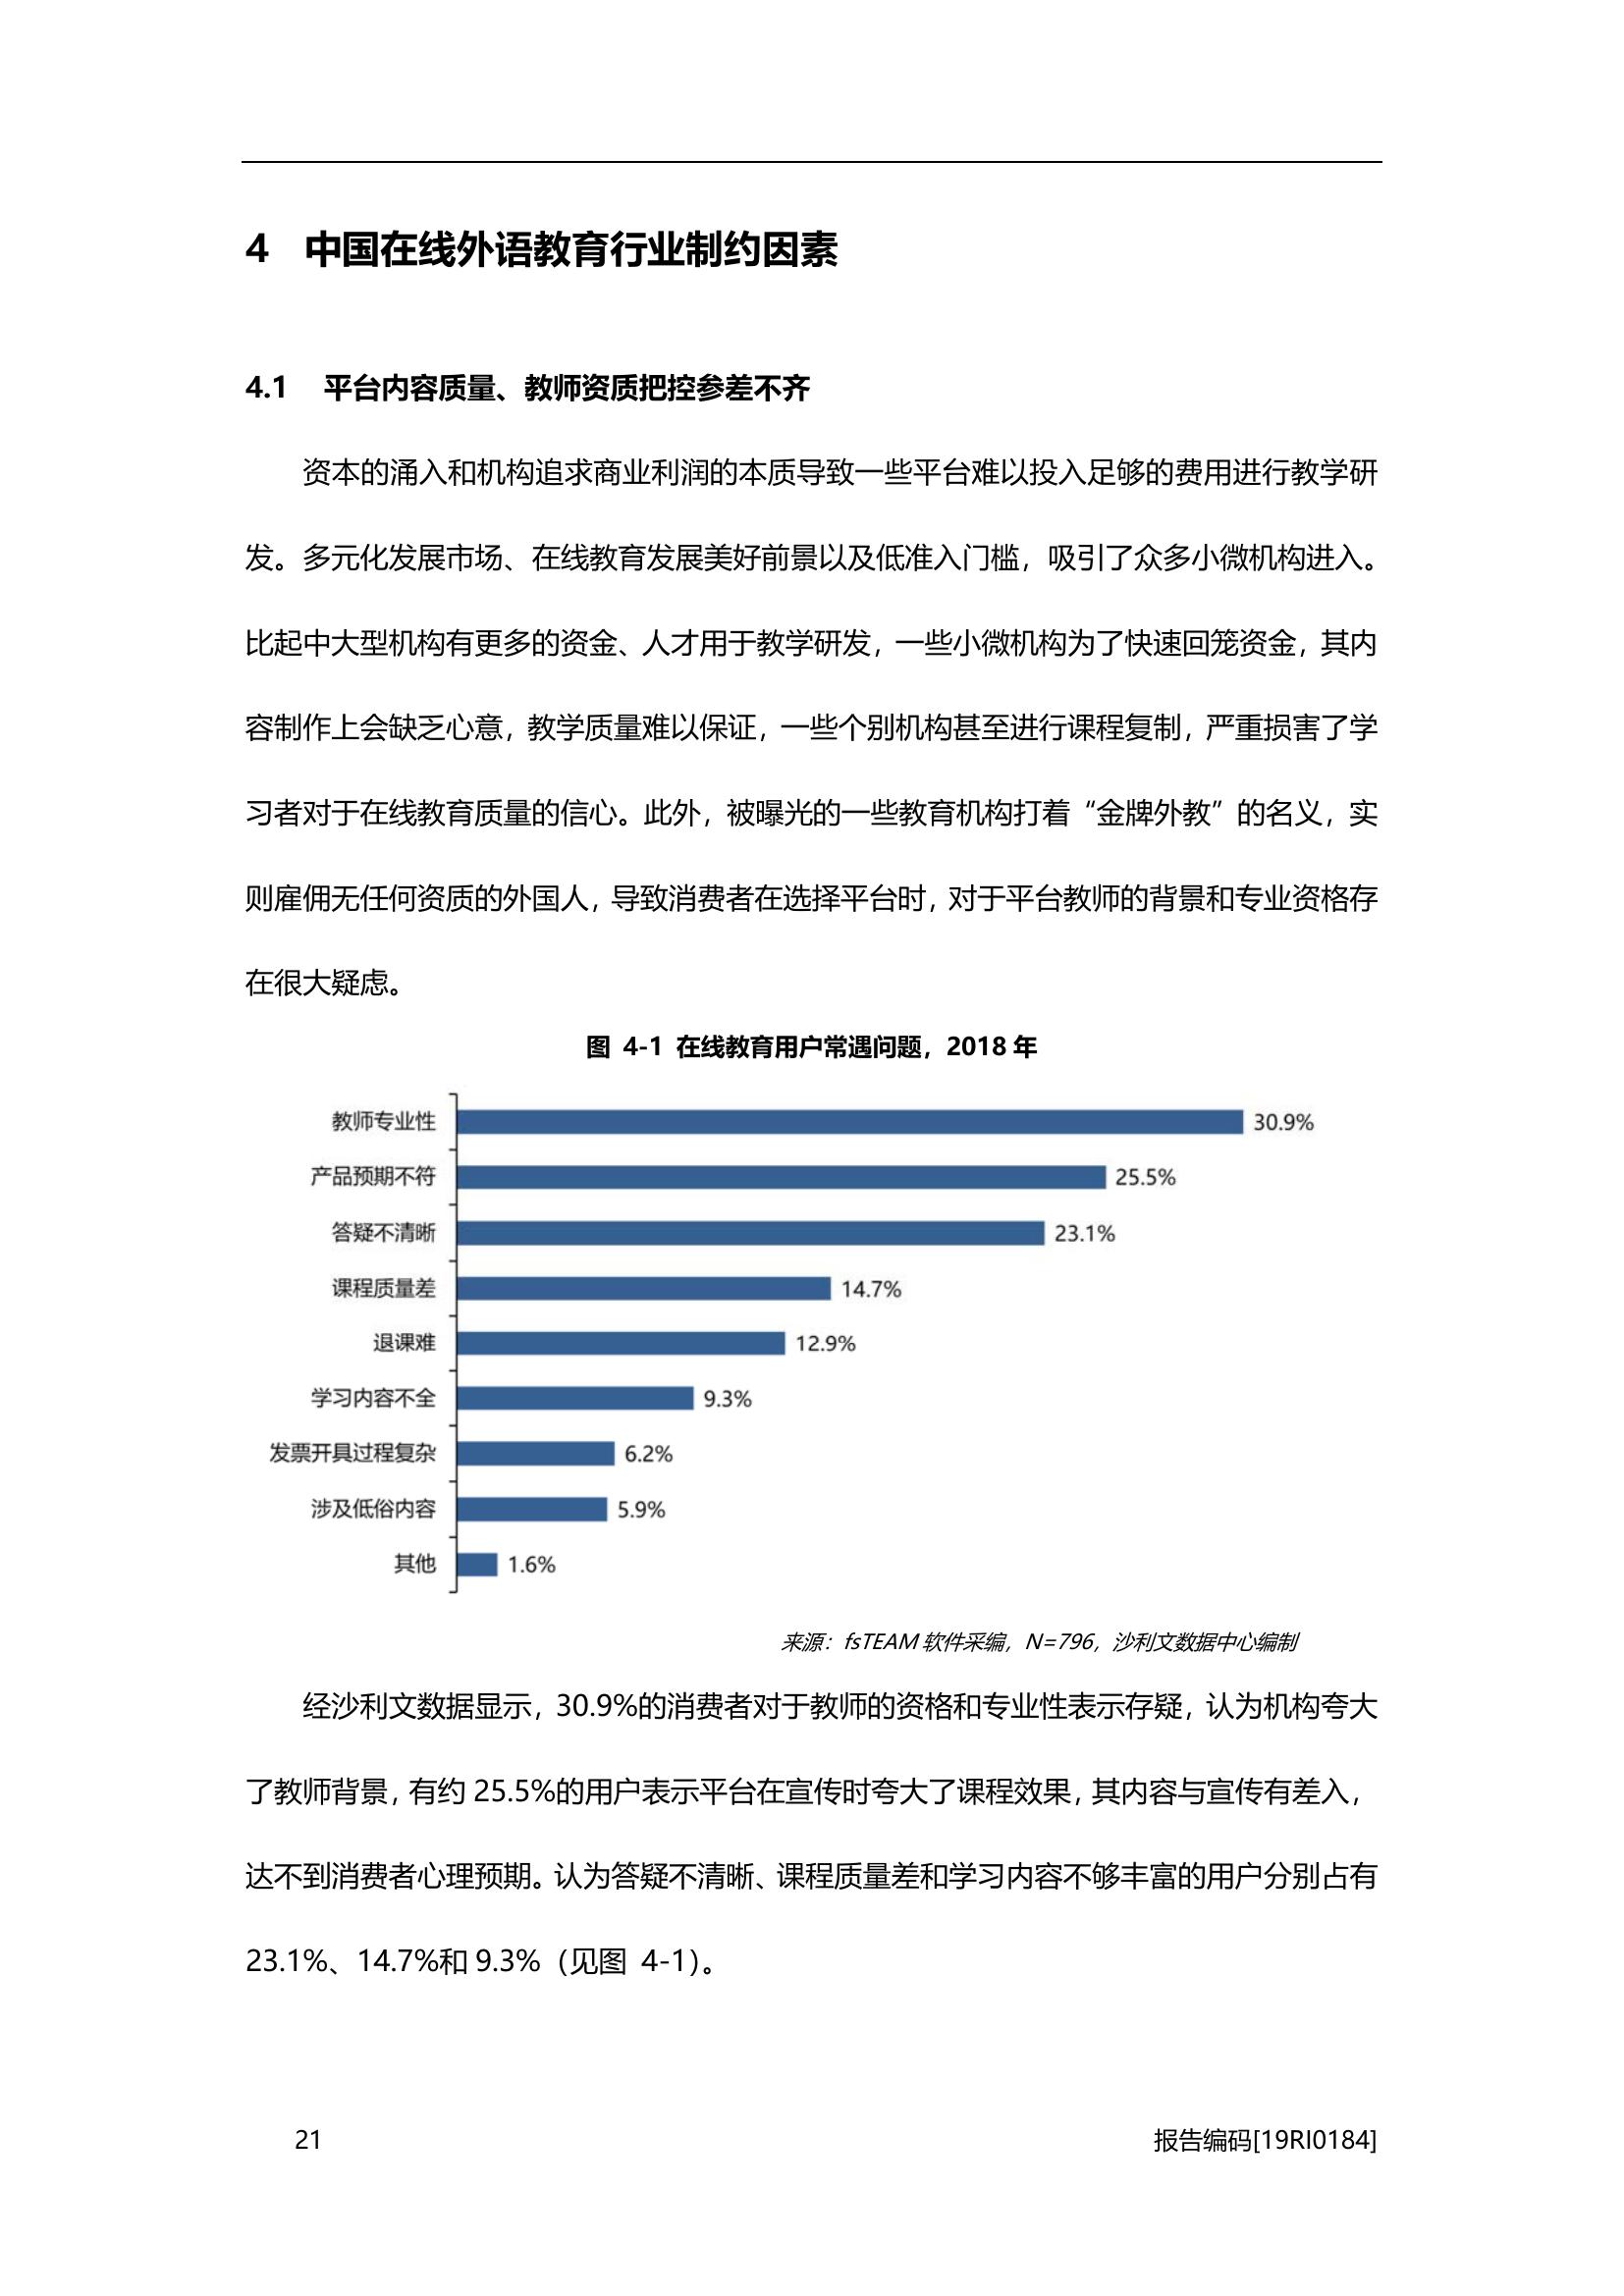 4 中国在线外语教育行业制约因素
4.1 平台内容质量、教师资质把控参差不齐
资本的涌入和机构追求商业利润的本质导致一些平台难以投入足够的费用进行教学研
发。多元化发展市场、在线教育发展美好前景以及低准入门槛，吸引了众多小微机构进入。
比起中大型机构有更多的资金、人才用于教学研发，一些小微机构为了快速回笼资金，其内
容制作上会缺乏心意，教学质量难以保证，一些个别机构甚至进行课程复制，严重损害了学
习者对于在线教育质量的信心。此外，被曝光的一些教育机构打着“金牌外教”的名义，实
则雇佣无任何资质的外国人，导致消费者在选择平台时，对于平台教师的背景和专业资格存
在很大疑虑。
图 4-1 在线教育用户常遇问题，2018 年
教师专业性 30.9%
产品预期不符 25.5%
答疑不清晰 23.1%
课程质量差 14.7%
退课难 12.9%
学习内容不全 9.3%
发票开具过程复杂 6.2%
涉及低俗内容 5.9%
其他 1.6%
来源：fsTEAM 软件采编，N=796，沙利文数据中心编制
经沙利文数据显示，30.9%的消费者对于教师的资格和专业性表示存疑，认为机构夸大
了教师背景，有约 25.5%的用户表示平台在宣传时夸大了课程效果，其内容与宣传有差入，
达不到消费者心理预期。认为答疑不清晰、课程质量差和学习内容不够丰富的用户分别占有
23.1%、14.7%和 9.3%（见图 4-1）。
21 报告编码[19RI0184]